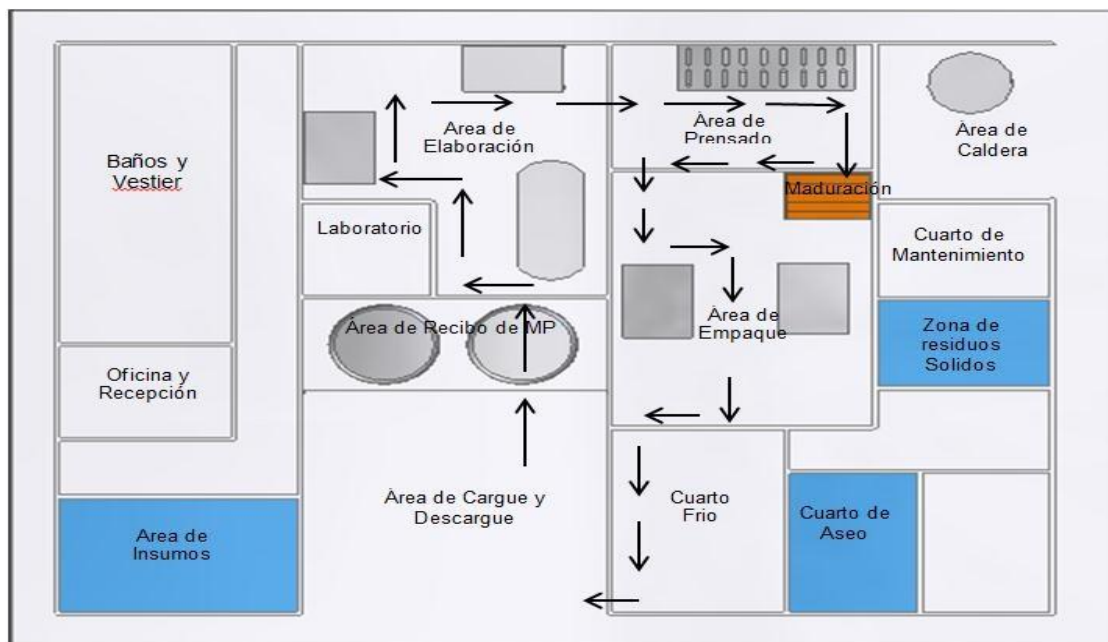 Baños y
Vestier
Área de
Elaboración
Área de
Prensado
Área de
Caldera
Maduración
Laboratorio
Cuarto de
Mantenimiento
Área de Recibo de MP
Área de
Empaque
Zona de
residuos
Solidos
Oficina y
Recepción
Área de Cargue y
Descargue
Cuarto
Frio
Cuarto de
Aseo
Area de
Insumos